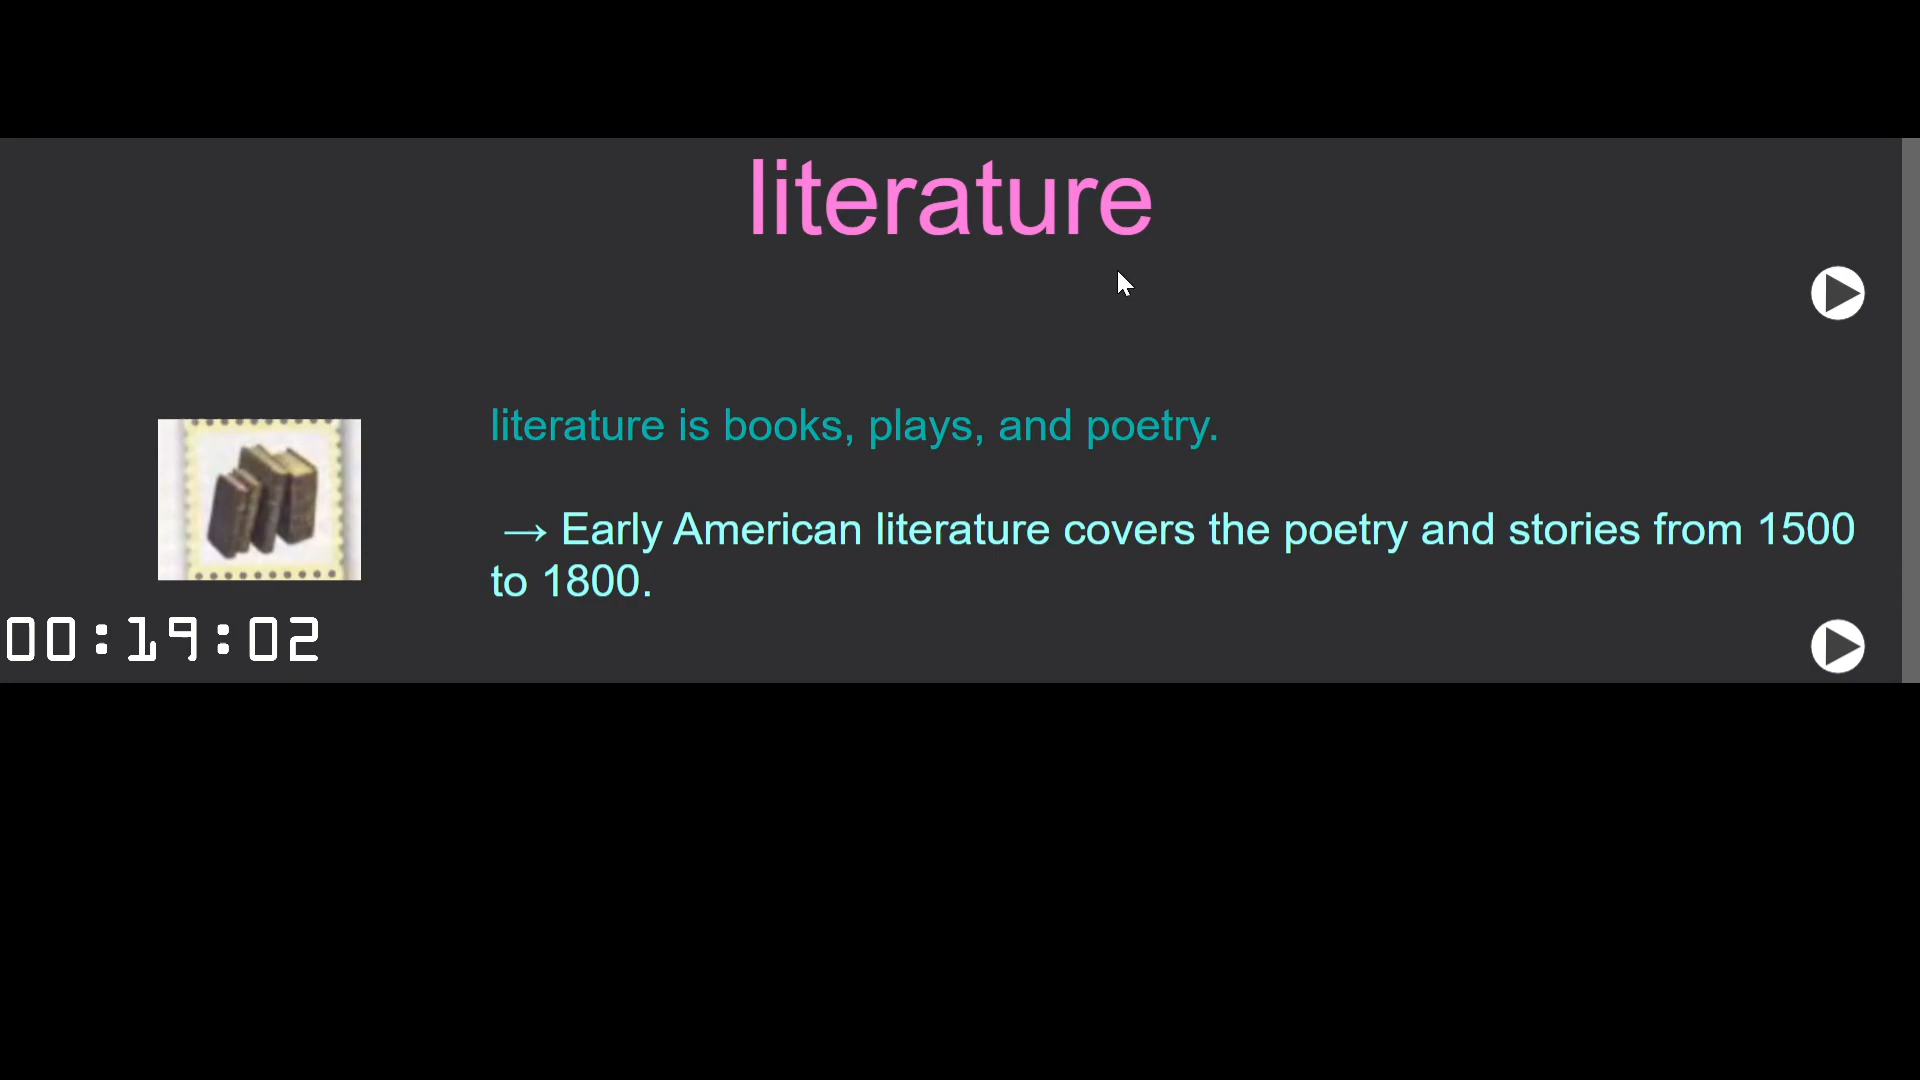 literature
literature is books, plays, and poetry.
→ Early American literature covers the poetry and stories from 1500
to 1800.
00:19:02